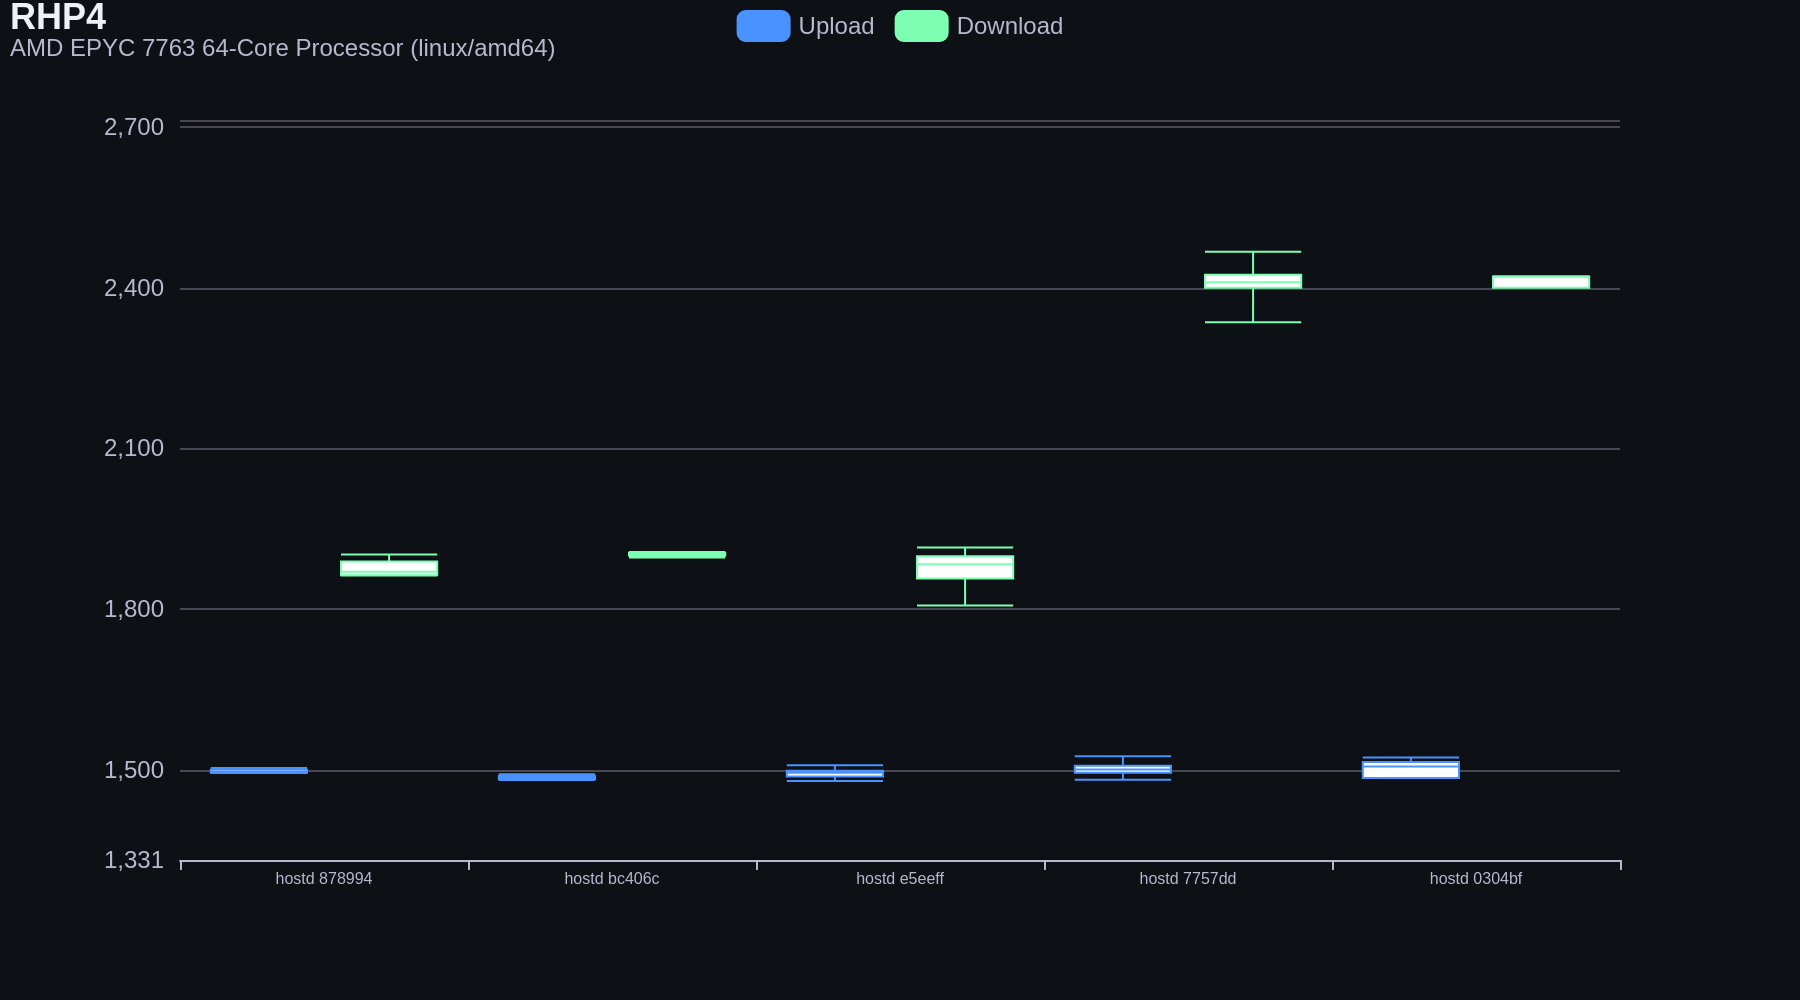 RHP4
AMD EPYC 7763 64-Core Processor (linux/amd64)
Upload
Download
2,700
2,400
2,100
1,800
1,500
1,331
hostd 878994
hostd bc406c
hostd e5eeff
hostd 7757dd
hostd 0304bf